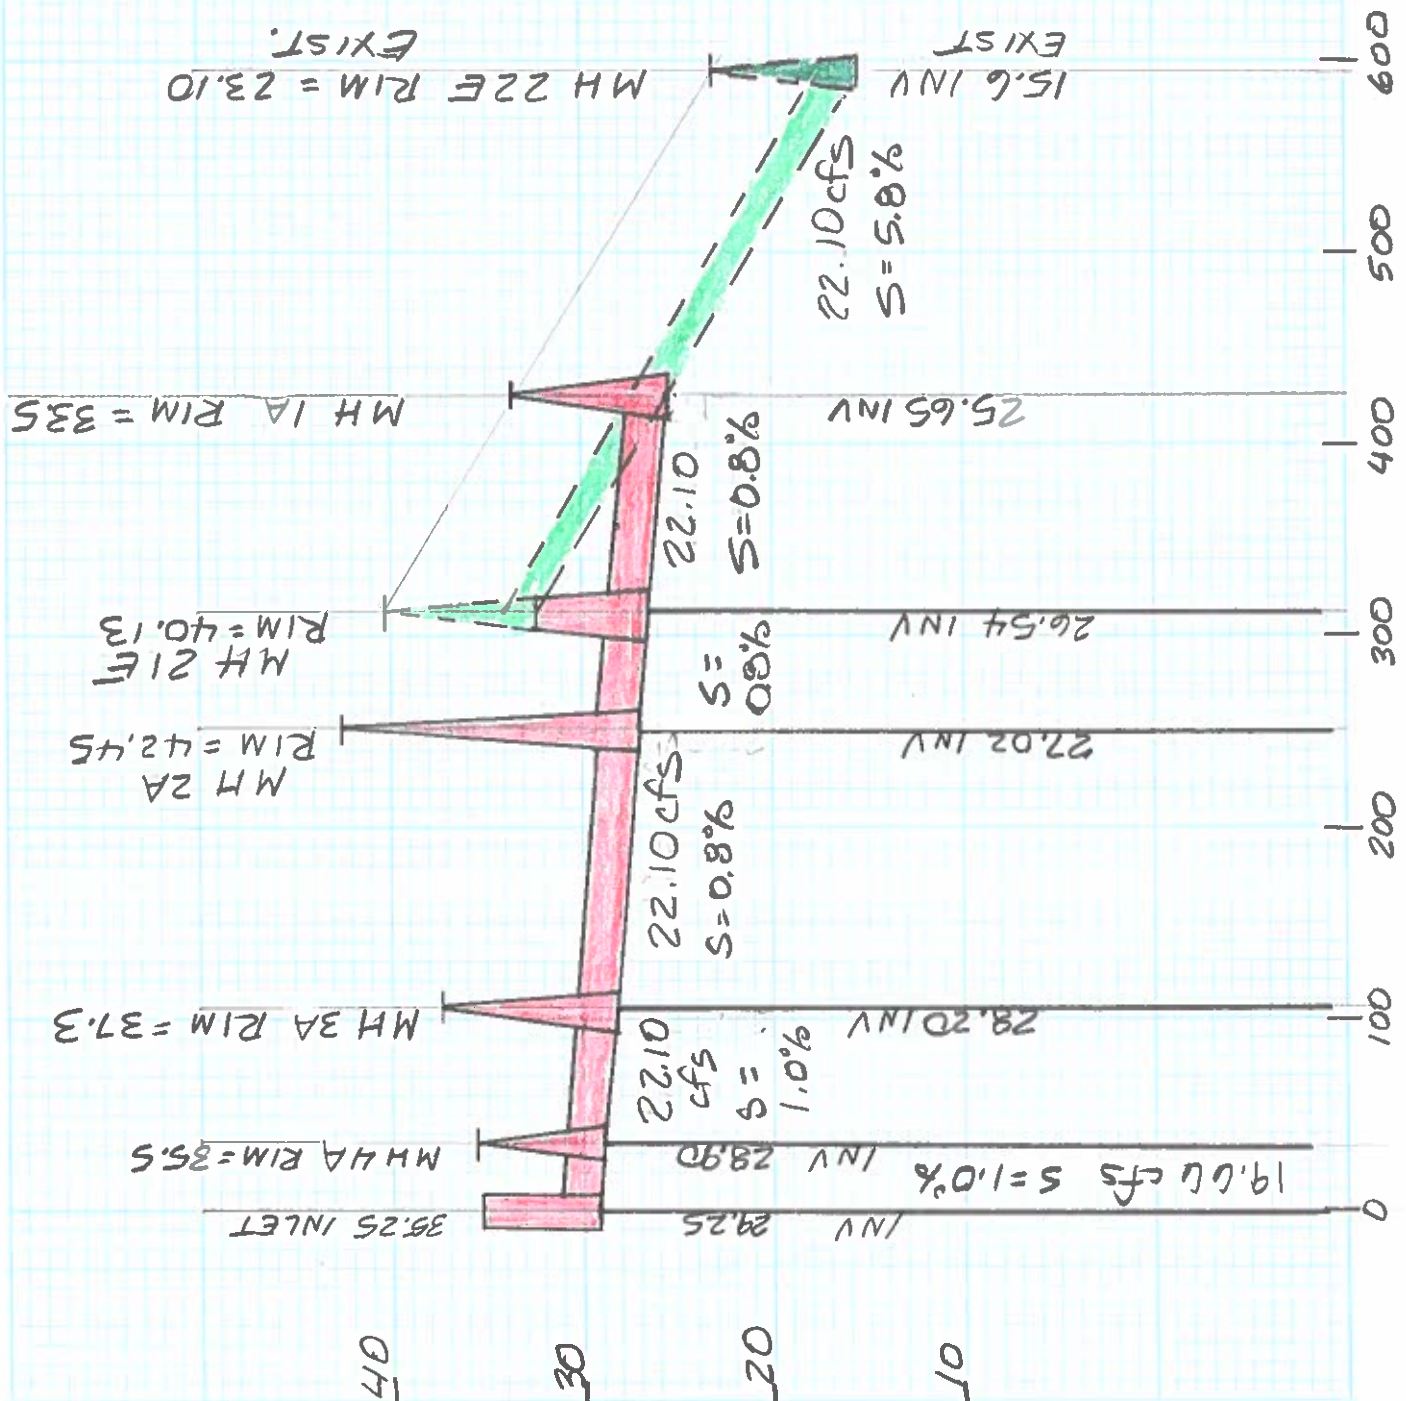 MH 22E RIM = 23.10
EXIST.
15.6 INV
EXIST
600
22.10 cfs
S = 5.8%
500
MH 1A RIM = 33.5
25.65 INV
400
22.10
S=0.8%
MH 21E
RIM = 40.13
26.54 INV
300
S=
0.8%
MH 2A
RIM = 42.45
27.02 INV
200
22.10 cfs
S=0.8%
MH 3A RIM = 37.3
28.20 INV
100
22.10
cfs
S =
1.0%
MH 4A RIM = 35.5
INV 28.90
19.66 cfs S=1.0%
35.25 INLET
29.25 INV
0
40
30
20
10